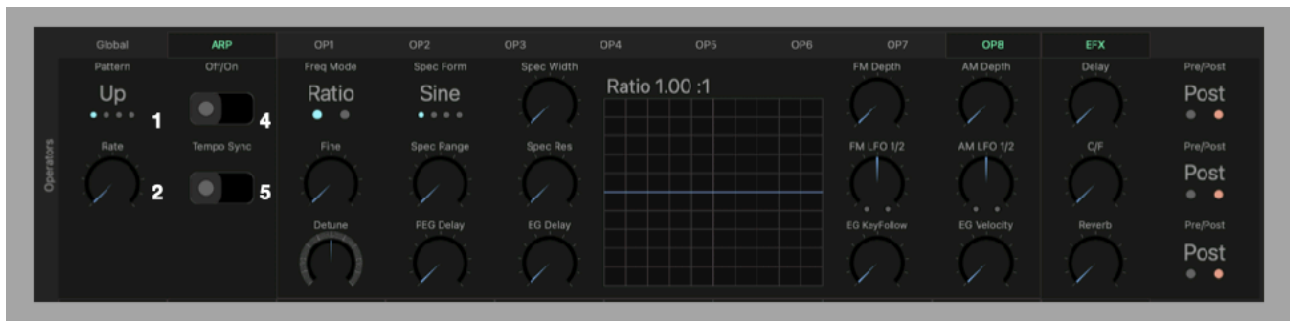 Global ARP OP1 OP2 OP3 OP4 OP5 OP6 OP7 OP8 EFX
Pattern Off/On Freq Mode Spec Form Spec Width FM Depth AM Depth Delay Pre/Post
Up 1 4 Ratio Sine Ratio 1.00 :1 Post
Operators
Rate Tempo Sync Fine Spec Range Spec Res FM LFO 1/2 AM LFO 1/2 C/F Pre/Post
2 5 Post
Detune FEG Delay EG Delay EG KeyFollow EG Velocity Reverb Pre/Post
Post